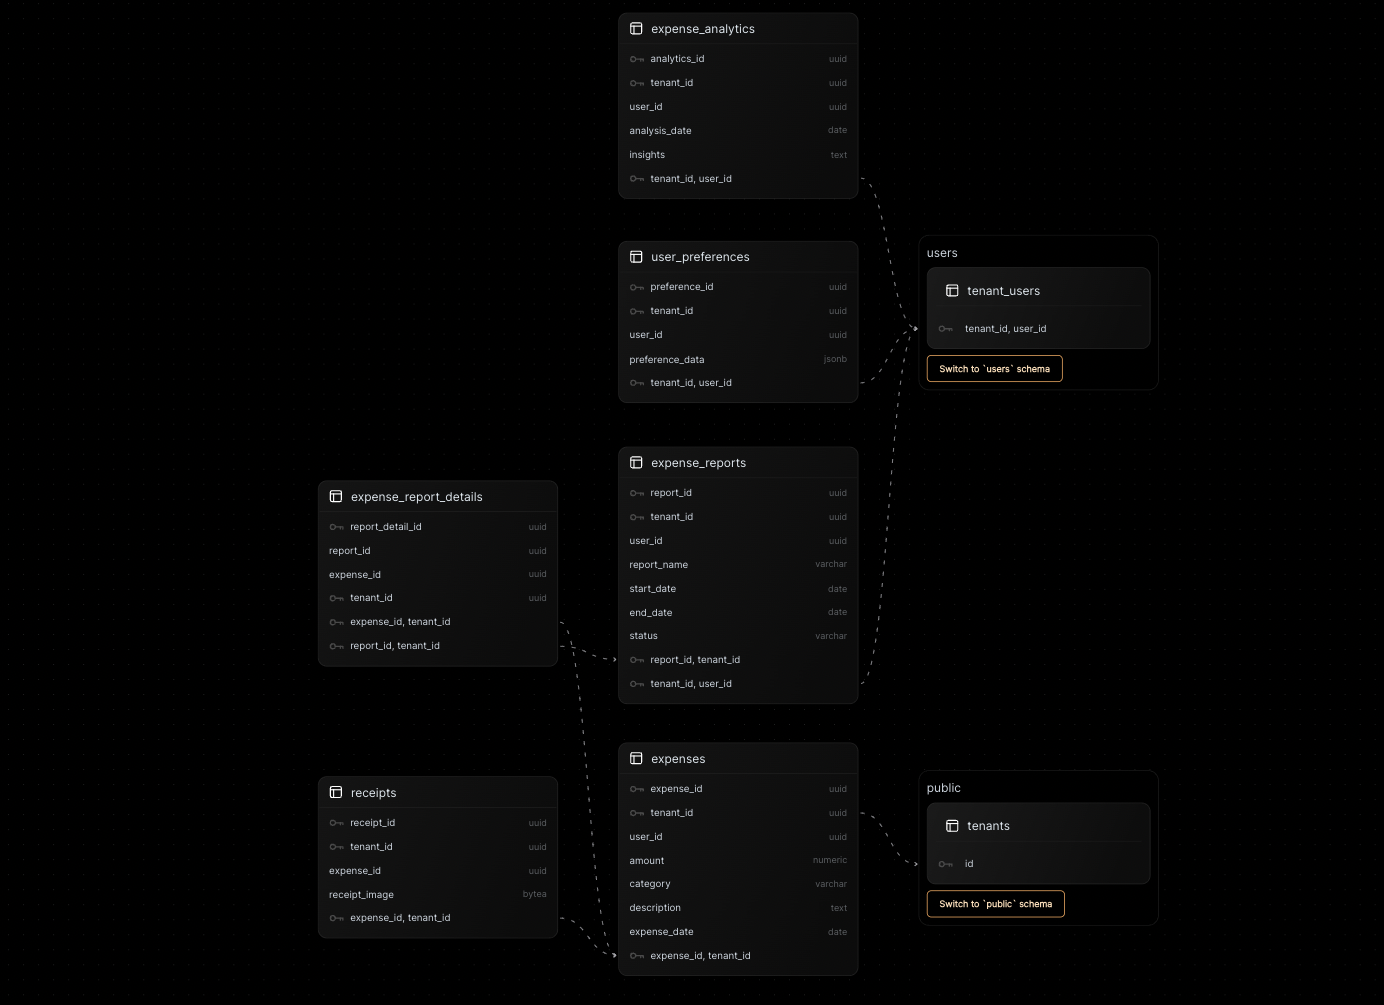 expense_analytics
analytics_id uuid
tenant_id uuid
user_id uuid
analysis_date date
insights text
tenant_id, user_id
user_preferences
preference_id uuid
tenant_id uuid
user_id uuid
preference_data jsonb
tenant_id, user_id
users
tenant_users
tenant_id, user_id
Switch to `users` schema
expense_reports
report_id uuid
tenant_id uuid
user_id uuid
report_name varchar
start_date date
end_date date
status varchar
report_id, tenant_id
tenant_id, user_id
expense_report_details
report_detail_id uuid
report_id uuid
expense_id uuid
tenant_id uuid
expense_id, tenant_id
report_id, tenant_id
expenses
expense_id uuid
tenant_id uuid
user_id uuid
amount numeric
category varchar
description text
expense_date date
expense_id, tenant_id
receipts
receipt_id uuid
tenant_id uuid
expense_id uuid
receipt_image bytea
expense_id, tenant_id
public
tenants
id
Switch to `public` schema